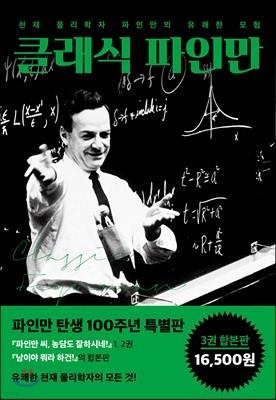 천재 물리학자 파인만의 유쾌한 모험
클래식 파인만
Classic
Feynman
파인만 탄생 100주년 특별판
『파인만 씨, 농담도 잘하시네!』 1, 2권
『남이야 뭐라 하건!』의 합본판
유쾌한 천재 물리학자의 모든 것!
3권 합본판
16,500원